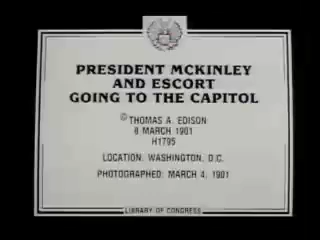 PRESIDENT MCKINLEY
AND ESCORT
GOING TO THE CAPITOL
© THOMAS A. EDISON
8 MARCH 1901
H1795
LOCATION: WASHINGTON, D.C.
PHOTOGRAPHED: MARCH 4, 1901
LIBRARY OF CONGRESS